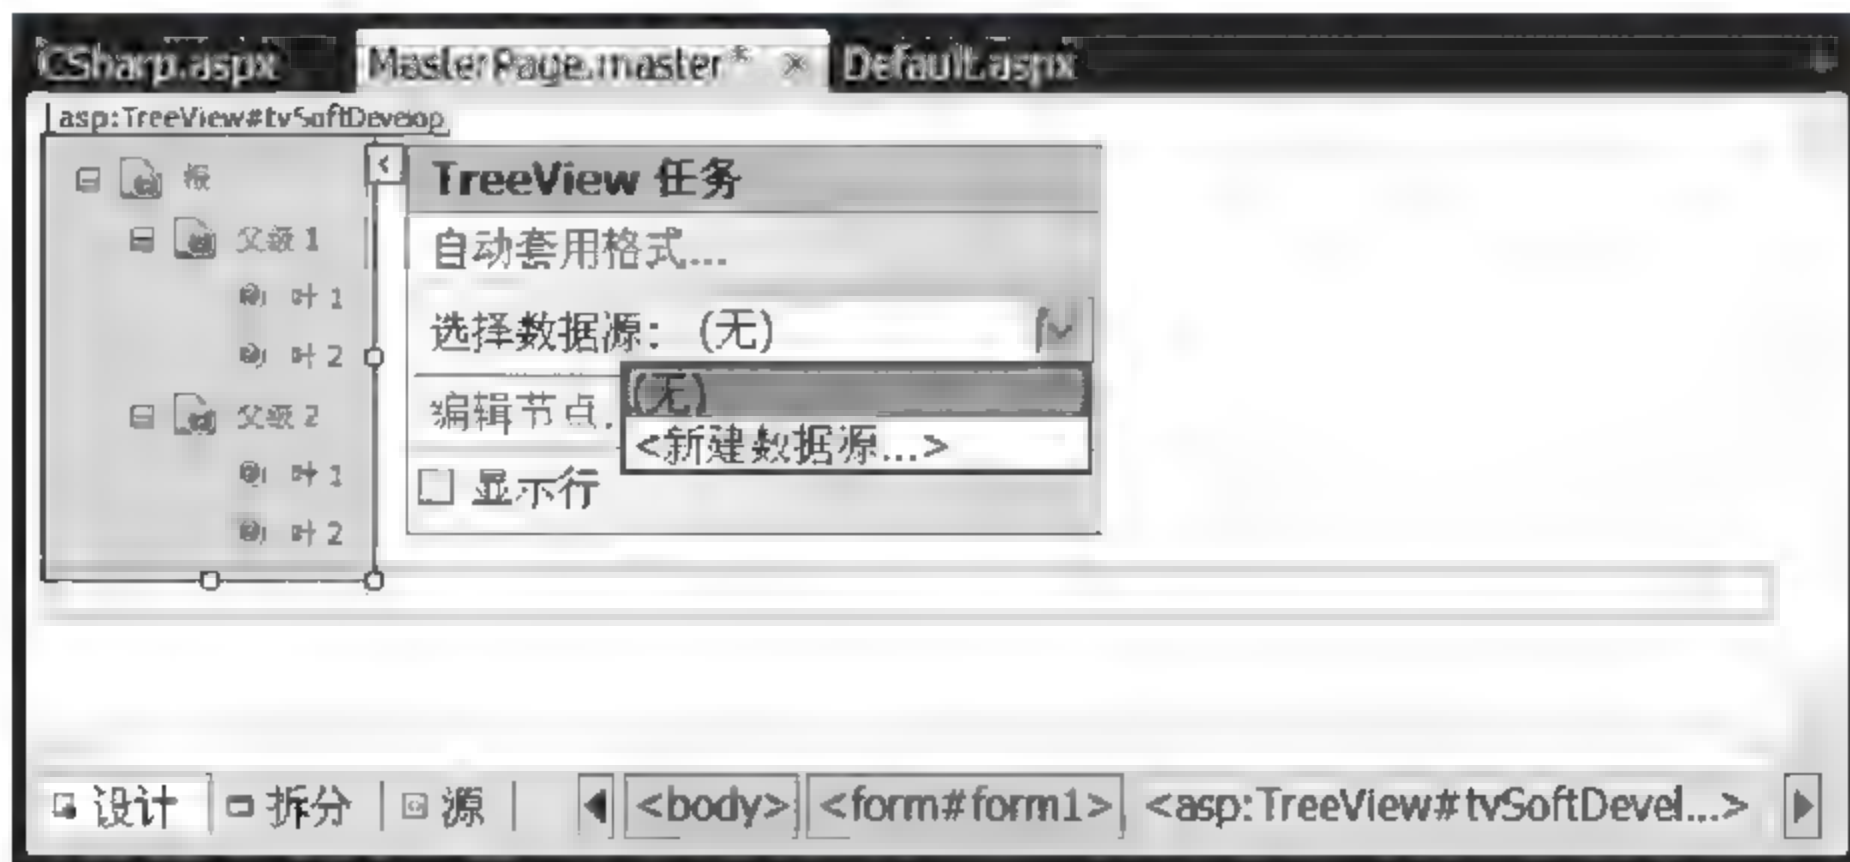 CSharp.aspx MasterPage.master* × Default.aspx
asp:TreeView#tvSoftDevelop
根
父级 1
叶 1
叶 2
父级 2
叶 1
叶 2
TreeView 任务
自动套用格式...
选择数据源: (无)
(无)
<新建数据源...>
编辑节点.
显示行
设计 拆分 源 <body> <form#form1> <asp:TreeView#tvSoftDevel...>